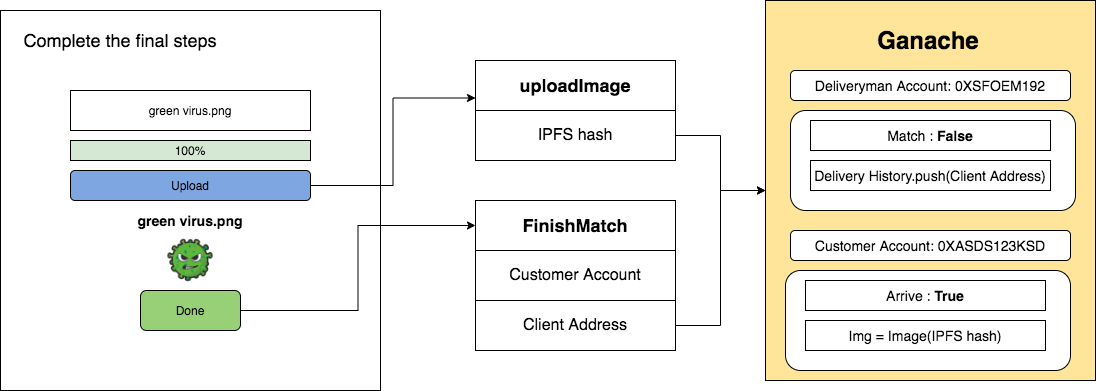 Complete the final steps
green virus.png
100%
Upload
green virus.png
Done
uploadImage
IPFS hash
FinishMatch
Customer Account
Client Address
Ganache
Deliveryman Account: 0XSFOEM192
Match : False
Delivery History.push(Client Address)
Customer Account: 0XASDS123KSD
Arrive : True
Img = Image(IPFS hash)